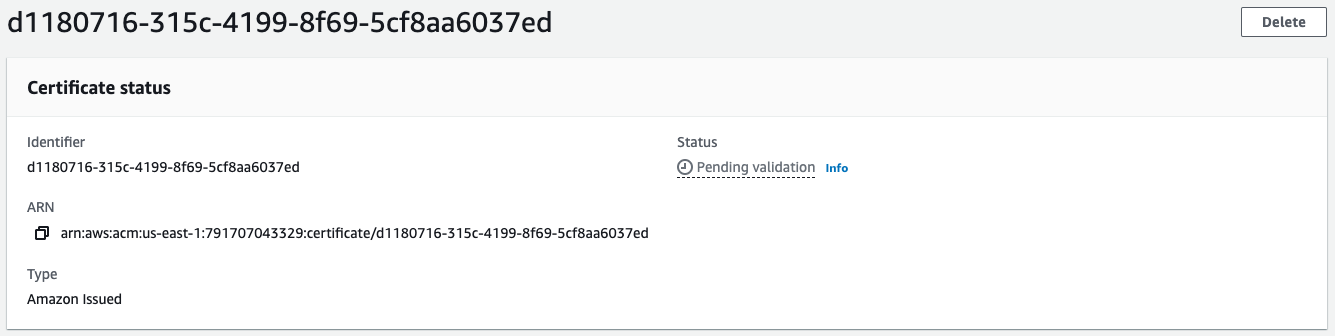 d1180716-315c-4199-8f69-5cf8aa6037ed
Delete
Certificate status
Identifier
d1180716-315c-4199-8f69-5cf8aa6037ed
Status
Pending validation Info
ARN
arn:aws:acm:us-east-1:791707043329:certificate/d1180716-315c-4199-8f69-5cf8aa6037ed
Type
Amazon Issued